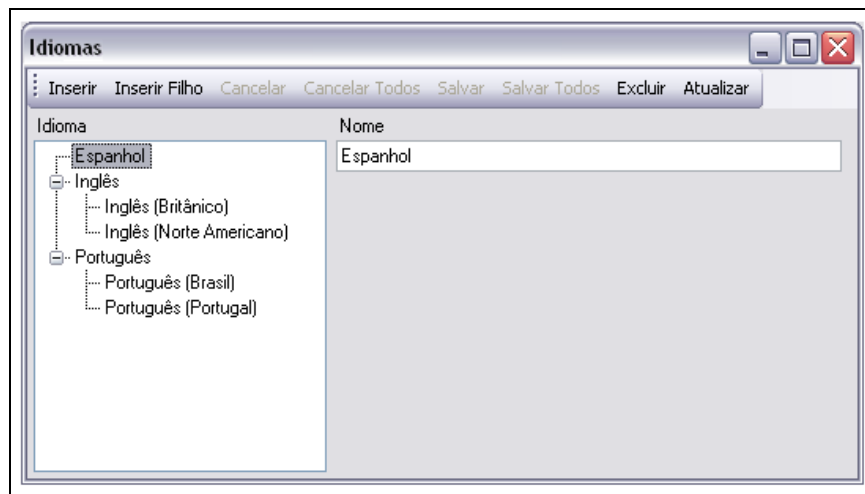 Idiomas
Inserir Inserir Filho Cancelar Cancelar Todos Salvar Salvar Todos Excluir Atualizar
Idioma
Nome
Espanhol
Inglês
Inglês (Britânico)
Inglês (Norte Americano)
Português
Português (Brasil)
Português (Portugal)
Espanhol